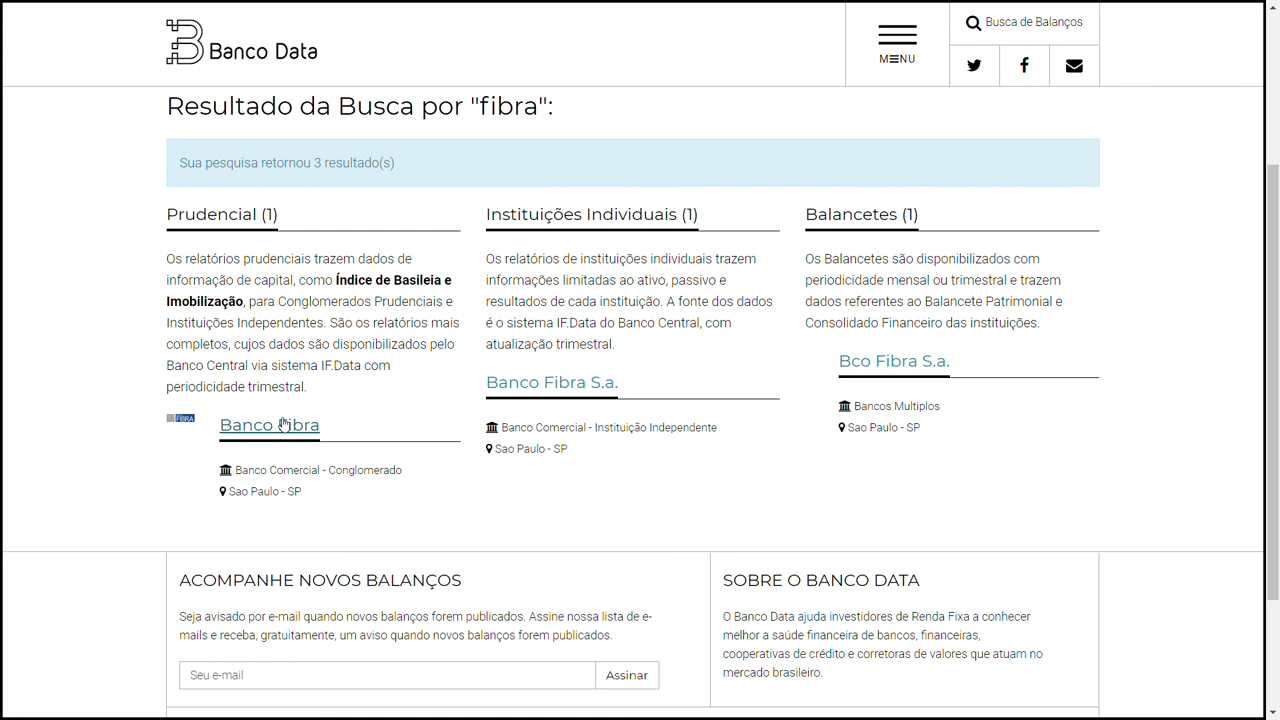 Banco Data
MENU
Busca de Balanços
Resultado da Busca por "fibra":
Sua pesquisa retornou 3 resultado(s)
Prudencial (1)
Os relatórios prudenciais trazem dados de
informação de capital, como Índice de Basileia e
Imobilização, para Conglomerados Prudenciais e
Instituições Independentes. São os relatórios mais
completos, cujos dados são disponibilizados pelo
Banco Central via sistema IF.Data com
periodicidade trimestral.
FIBRA
Banco Fibra
Banco Comercial - Conglomerado
Sao Paulo - SP
Instituições Individuais (1)
Os relatórios de instituições individuais trazem
informações limitadas ao ativo, passivo e
resultados de cada instituição. A fonte dos dados
é o sistema IF.Data do Banco Central, com
atualização trimestral.
Banco Fibra S.a.
Banco Comercial - Instituição Independente
Sao Paulo - SP
Balancetes (1)
Os Balancetes são disponibilizados com
periodicidade mensal ou trimestral e trazem
dados referentes ao Balancete Patrimonial e
Consolidado Financeiro das instituições.
Bco Fibra S.a.
Bancos Multiplos
Sao Paulo - SP
ACOMPANHE NOVOS BALANÇOS
Seja avisado por e-mail quando novos balanços forem publicados. Assine nossa lista de e-
mails e receba, gratuitamente, um aviso quando novos balanços forem publicados.
Seu e-mail
Assinar
SOBRE O BANCO DATA
O Banco Data ajuda investidores de Renda Fixa a conhecer
melhor a saúde financeira de bancos, financeiras,
cooperativas de crédito e corretoras de valores que atuam no
mercado brasileiro.